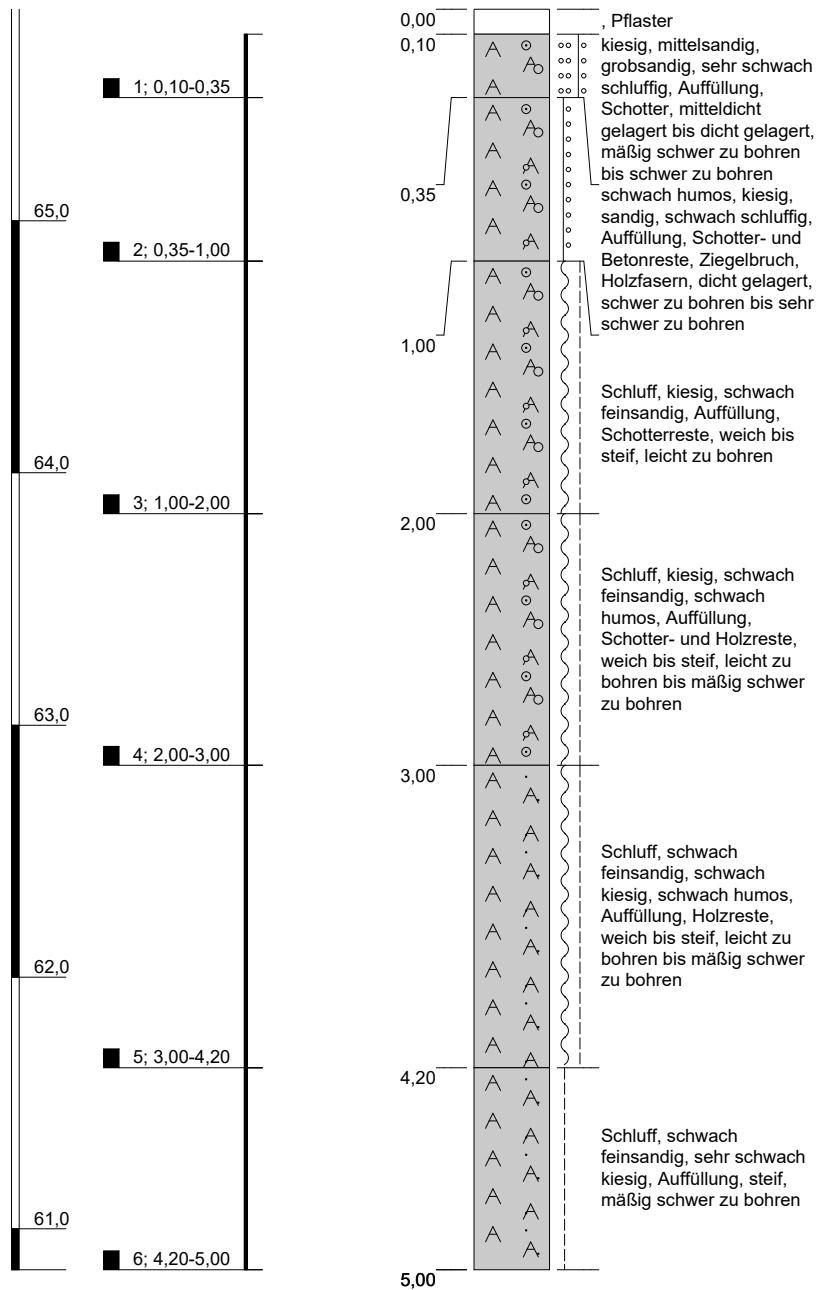 0,00
, Pflaster
0,10
kiesig, mittelsandig,
grobsandig, sehr schwach
schluffig, Auffüllung,
Schotter, mitteldicht
gelagert bis dicht gelagert,
mäßig schwer zu bohren
bis schwer zu bohren
1; 0,10-0,35
0,35
schwach humos, kiesig,
sandig, schwach schluffig,
Auffüllung, Schotter- und
Betonreste, Ziegelbruch,
Holzfasern, dicht gelagert,
schwer zu bohren bis sehr
schwer zu bohren
65,0
2; 0,35-1,00
1,00
Schluff, kiesig, schwach
feinsandig, Auffüllung,
Schotterreste, weich bis
steif, leicht zu bohren
64,0
3; 1,00-2,00
2,00
Schluff, kiesig, schwach
feinsandig, schwach
humos, Auffüllung,
Schotter- und Holzreste,
weich bis steif, leicht zu
bohren bis mäßig schwer
zu bohren
63,0
4; 2,00-3,00
3,00
Schluff, schwach
feinsandig, schwach
kiesig, schwach humos,
Auffüllung, Holzreste,
weich bis steif, leicht zu
bohren bis mäßig schwer
zu bohren
62,0
5; 3,00-4,20
4,20
Schluff, schwach
feinsandig, sehr schwach
kiesig, Auffüllung, steif,
mäßig schwer zu bohren
61,0
6; 4,20-5,00
5,00